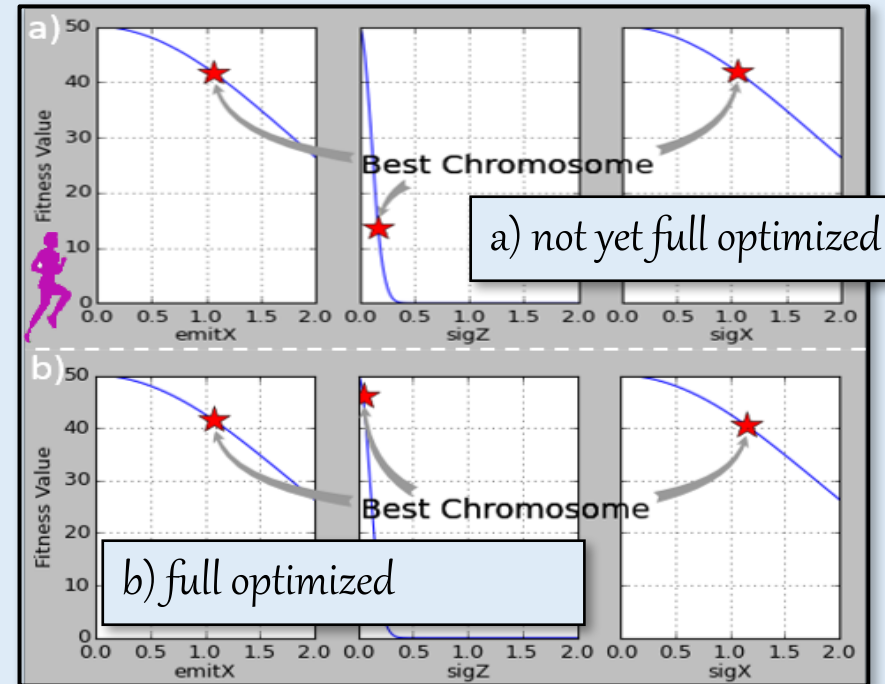 a)
Fitness Value
50
40
30
20
10
0
0.0 0.5 1.0 1.5 2.0
emitX
0.0 0.5 1.0 1.5 2.0
sigZ
0.0 0.5 1.0 1.5 2.0
sigX
Best Chromosome
a) not yet full optimized
b)
Fitness Value
50
40
30
20
10
0
0.0 0.5 1.0 1.5 2.0
emitX
0.0 0.5 1.0 1.5 2.0
sigZ
0.0 0.5 1.0 1.5 2.0
sigX
Best Chromosome
b) full optimized